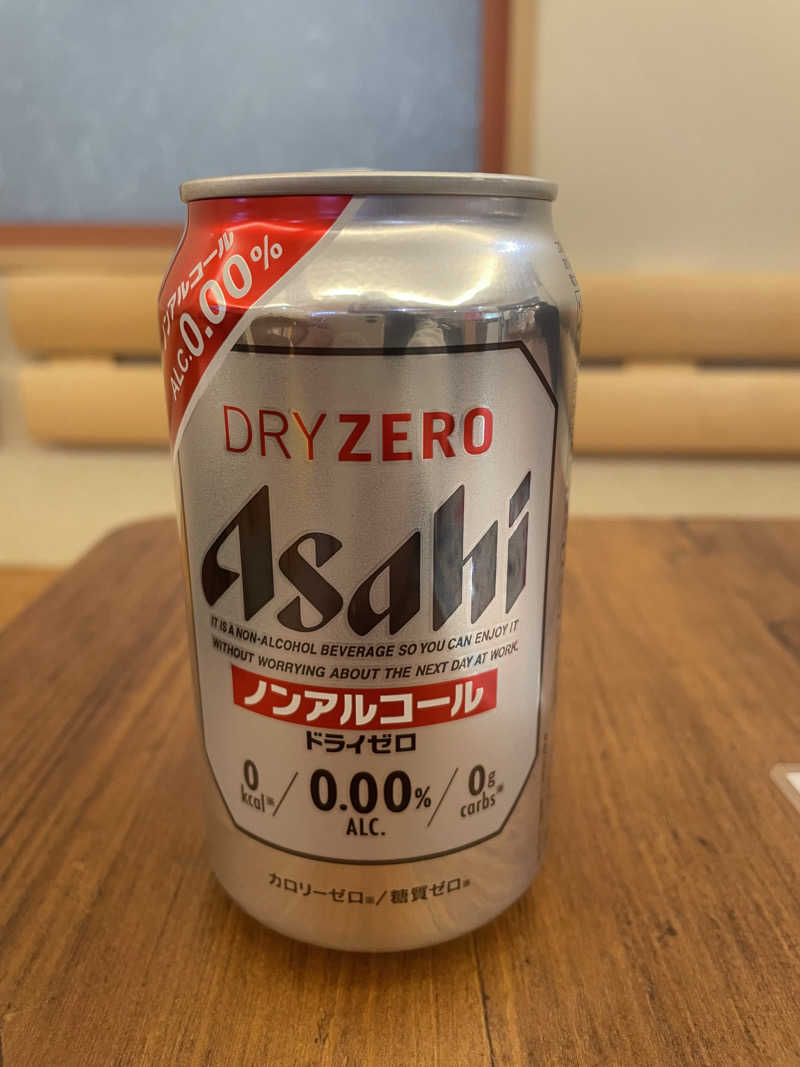 ノンアルコール
ALC.0.00%
DRY ZERO
Asahi
IT IS A NON-ALCOHOL BEVERAGE SO YOU CAN ENJOY IT
WITHOUT WORRYING ABOUT THE NEXT DAY AT WORK.
ノンアルコール
ドライゼロ
0 kcal※ / 0.00% ALC. / 0g carbs※
カロリーゼロ※/糖質ゼロ※